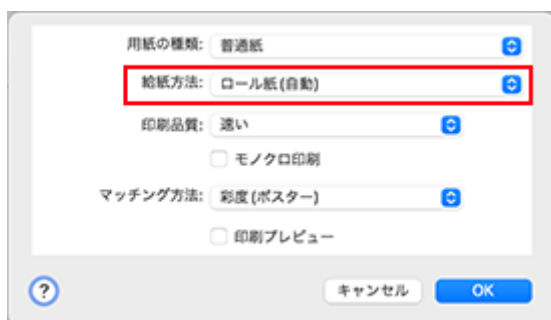 用紙の種類: 普通紙
給紙方法: ロール紙(自動)
印刷品質: 速い
モノクロ印刷
マッチング方法: 彩度(ポスター)
印刷プレビュー
? キャンセル OK